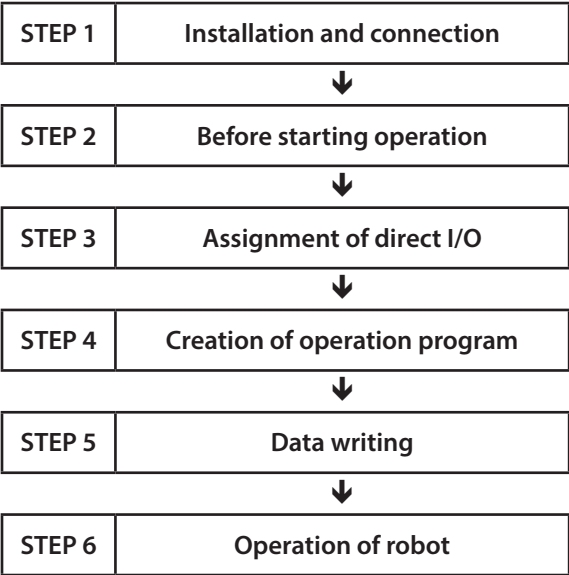 STEP 1 Installation and connection
STEP 2 Before starting operation
STEP 3 Assignment of direct I/O
STEP 4 Creation of operation program
STEP 5 Data writing
STEP 6 Operation of robot